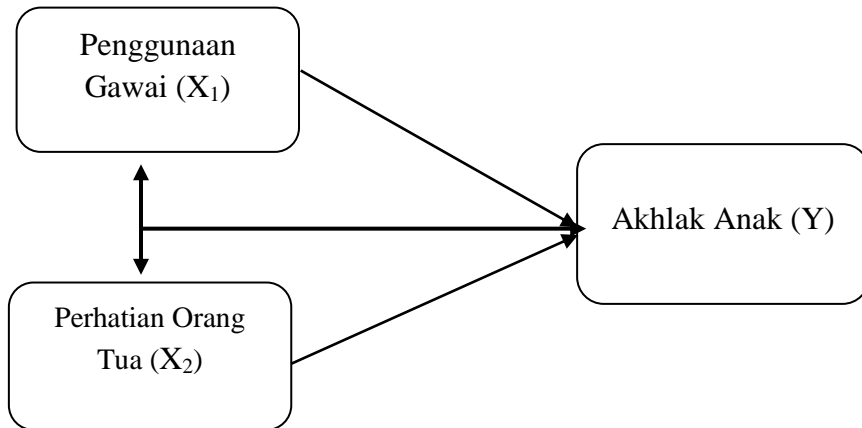 Penggunaan
Gawai (X₁)
Akhlak Anak (Y)
Perhatian Orang
Tua (X₂)